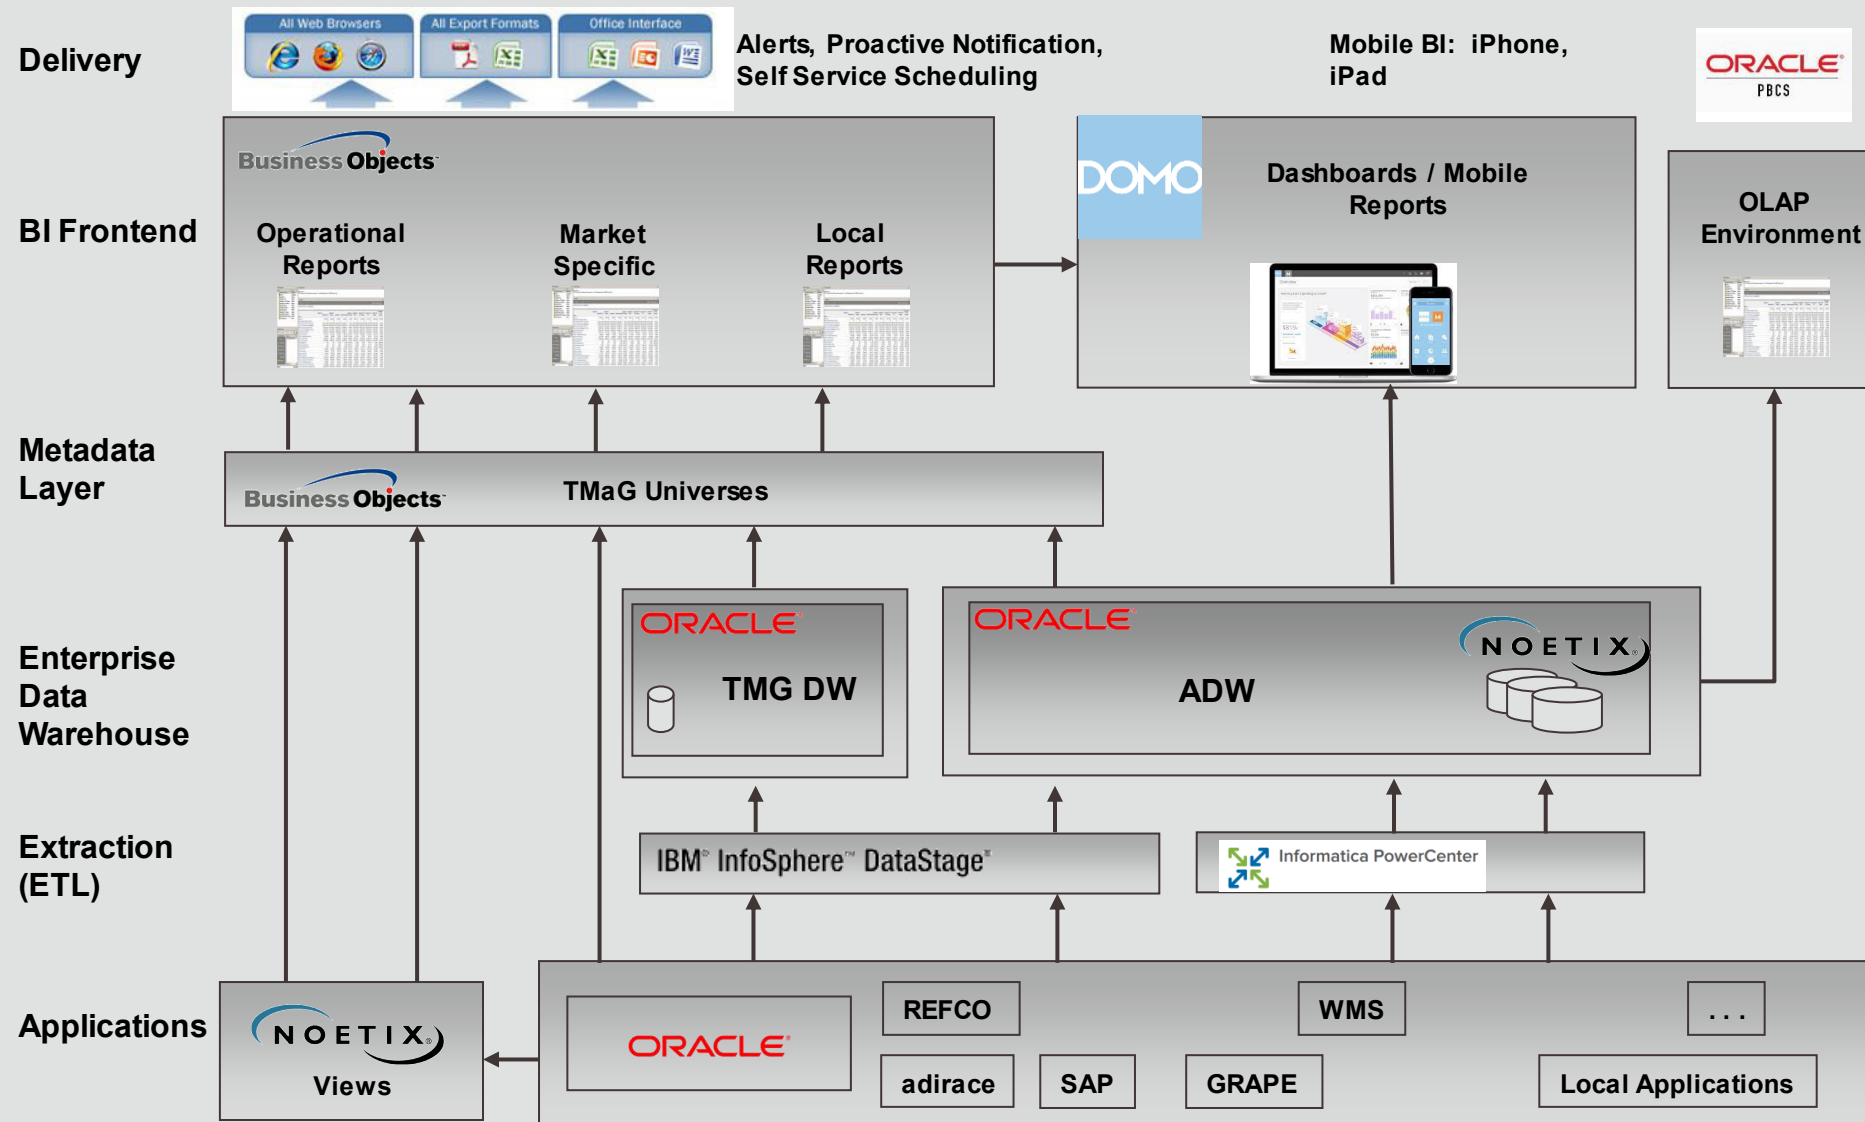 Delivery
All Web Browsers
All Export Formats
Office Interface
Alerts, Proactive Notification,
Self Service Scheduling
Mobile BI: iPhone,
iPad
ORACLE
PBCS
BI Frontend
Business Objects
Operational
Reports
Market
Specific
Local
Reports
DOMO
Dashboards / Mobile
Reports
OLAP
Environment
Metadata
Layer
Business Objects
TMaG Universes
Enterprise
Data
Warehouse
ORACLE
TMG DW
ORACLE
NOETIX
ADW
Extraction
(ETL)
IBM® InfoSphere™ DataStage®
Informatica PowerCenter
Applications
NOETIX
Views
ORACLE
REFCO
WMS
. . .
adirace
SAP
GRAPE
Local Applications